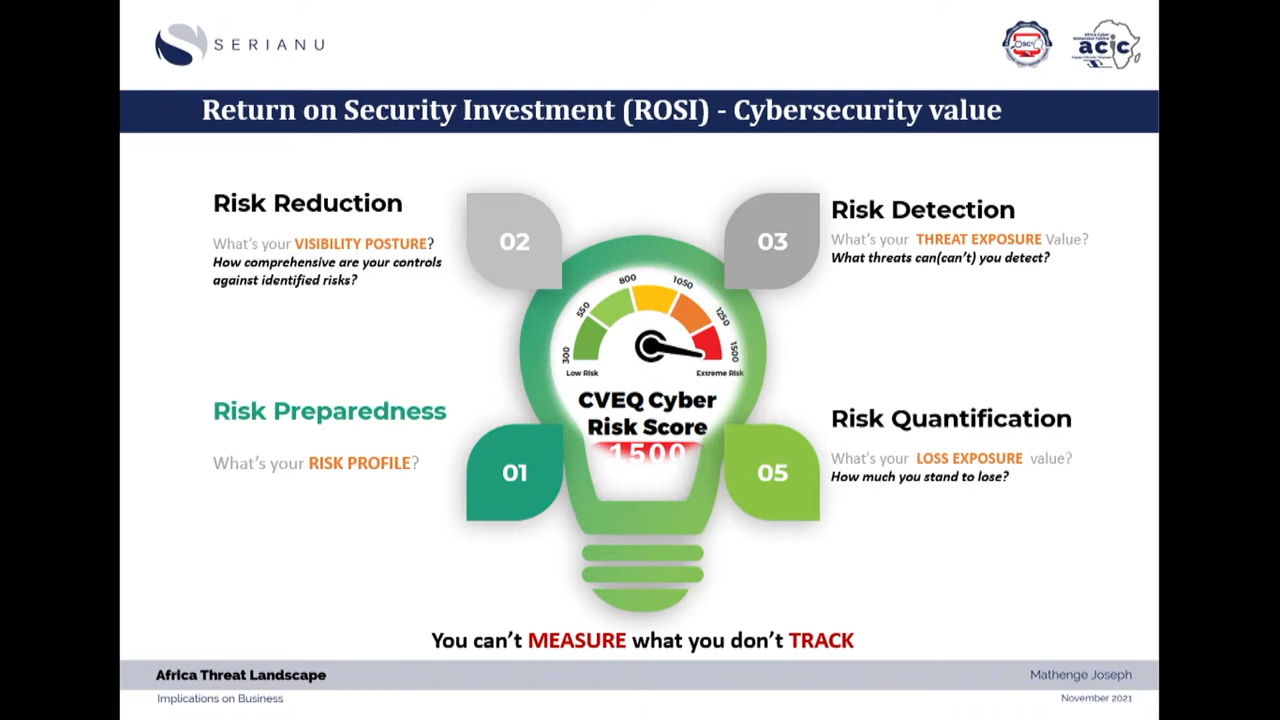 SERIANU
OSCV
acic
Return on Security Investment (ROSI) - Cybersecurity value
Risk Reduction
What's your VISIBILITY POSTURE?
How comprehensive are your controls
against identified risks?
02
03
Risk Detection
What's your THREAT EXPOSURE Value?
What threats can(can't) you detect?
300
550
800
1050
1250
1500
Low Risk
Extreme Risk
CVEQ Cyber
Risk Score
1500
Risk Preparedness
What's your RISK PROFILE?
01
05
Risk Quantification
What's your LOSS EXPOSURE value?
How much you stand to lose?
You can't MEASURE what you don't TRACK
Africa Threat Landscape
Mathenge Joseph
Implications on Business
November 2021